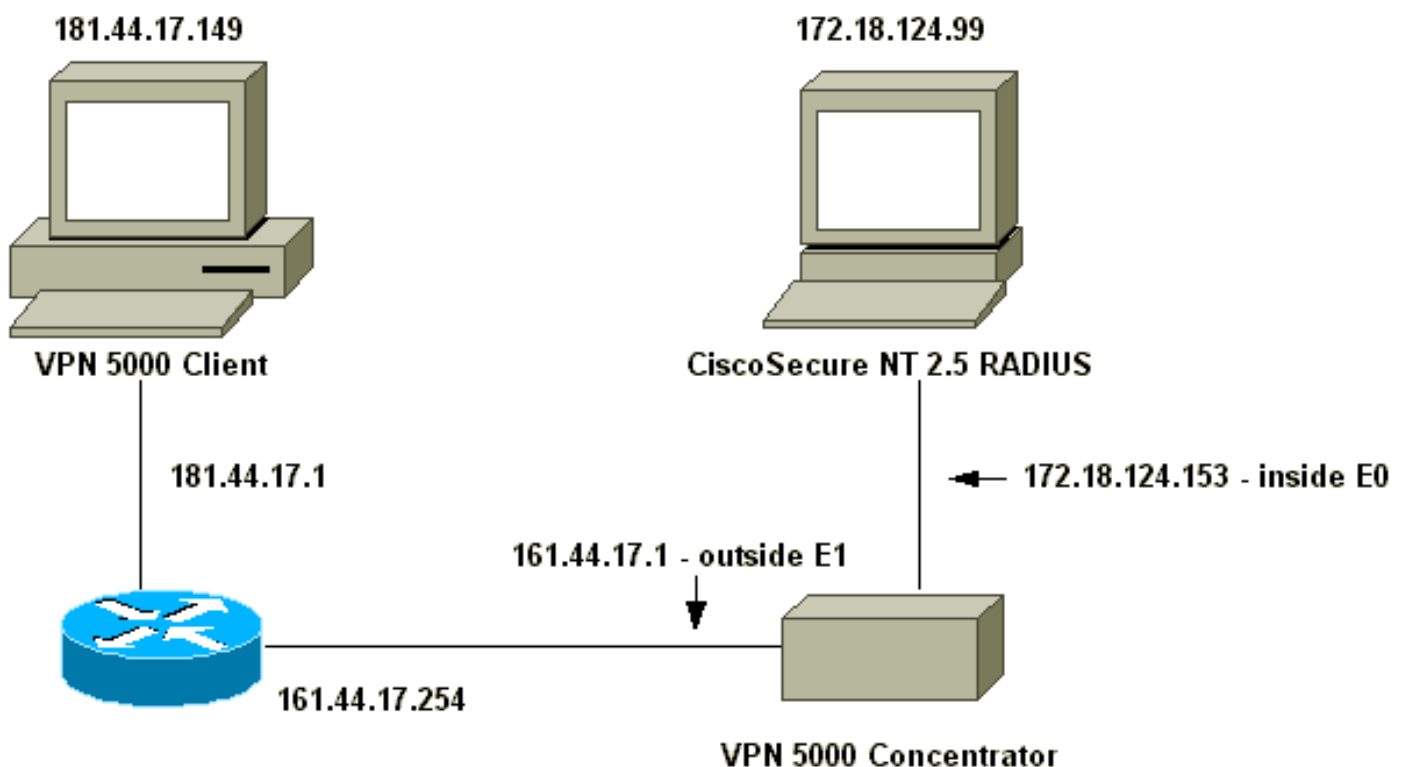 181.44.17.149
172.18.124.99
VPN 5000 Client
CiscoSecure NT 2.5 RADIUS
181.44.17.1
172.18.124.153 - inside E0
161.44.17.1 - outside E1
161.44.17.254
VPN 5000 Concentrator